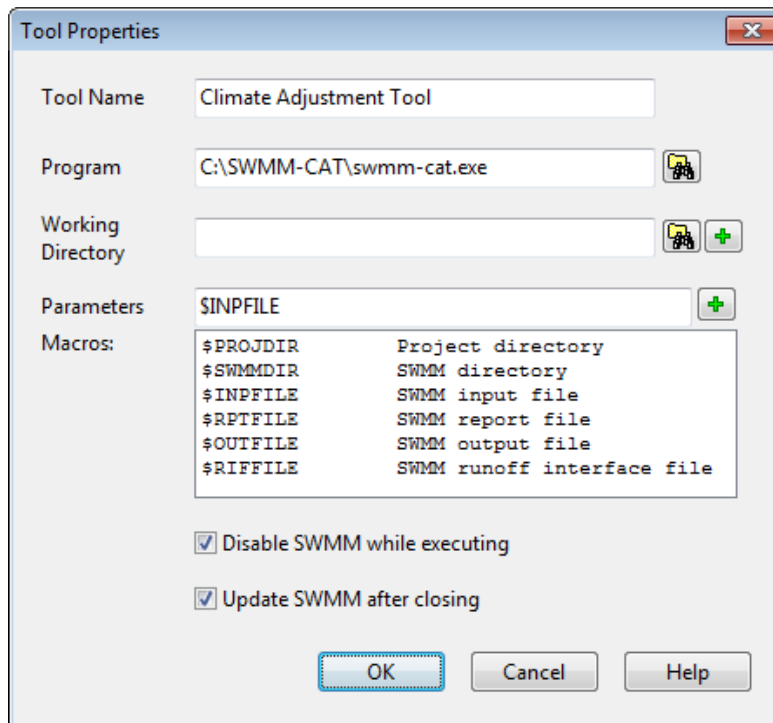 Tool Properties
Tool Name Climate Adjustment Tool
Program C:\SWMM-CAT\swmm-cat.exe
Working
Directory
Parameters $INPFILE
Macros:
$PROJDIR Project directory
$SWMMDIR SWMM directory
$INPFILE SWMM input file
$RPTFILE SWMM report file
$OUTFILE SWMM output file
$RIFFILE SWMM runoff interface file
Disable SWMM while executing
Update SWMM after closing
OK Cancel Help